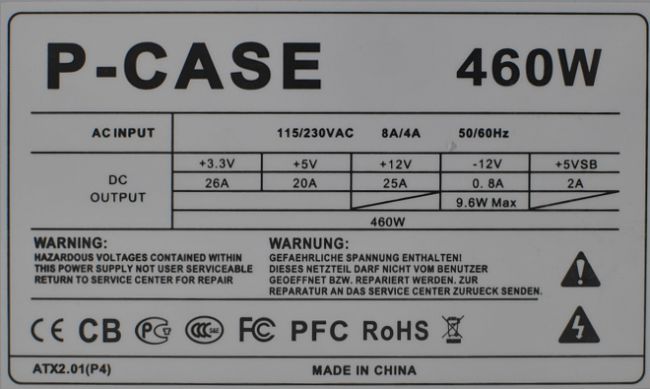 P-CASE 460W
AC INPUT 115/230VAC 8A/4A 50/60Hz
DC OUTPUT +3.3V +5V +12V -12V +5VSB
26A 20A 25A 0.8A 2A
9.6W Max
460W
WARNING:
HAZARDOUS VOLTAGES CONTAINED WITHIN
THIS POWER SUPPLY NOT USER SERVICEABLE
RETURN TO SERVICE CENTER FOR REPAIR
WARNUNG:
GEFAEHRLICHE SPANNUNG ENTHALTEN!
DIESES NETZTEIL DARF NICHT VOM BENUTZER
GEOEFFNET BZW. REPARIERT WERDEN. ZUR
REPARATUR AN DAS SERVICE CENTER ZURUECK SENDEN.
CE CB PC CCC FC PFC RoHS
ATX2.01(P4) MADE IN CHINA